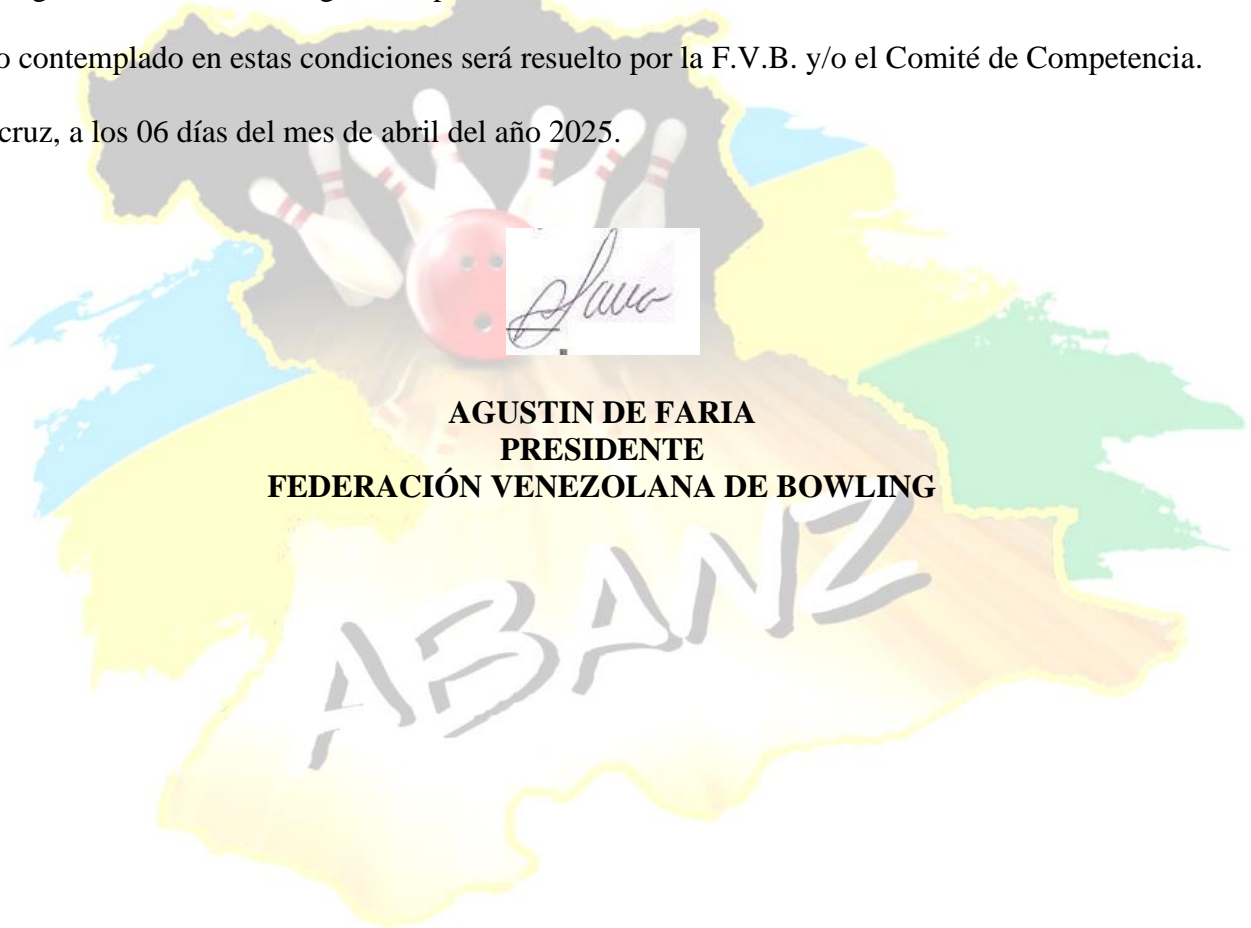 o contemplado en estas condiciones será resuelto por la F.V.B. y/o el Comité de Competencia.
cruz, a los 06 días del mes de abril del año 2025.
AGUSTIN DE FARIA
PRESIDENTE
FEDERACIÓN VENEZOLANA DE BOWLING
ABANZ